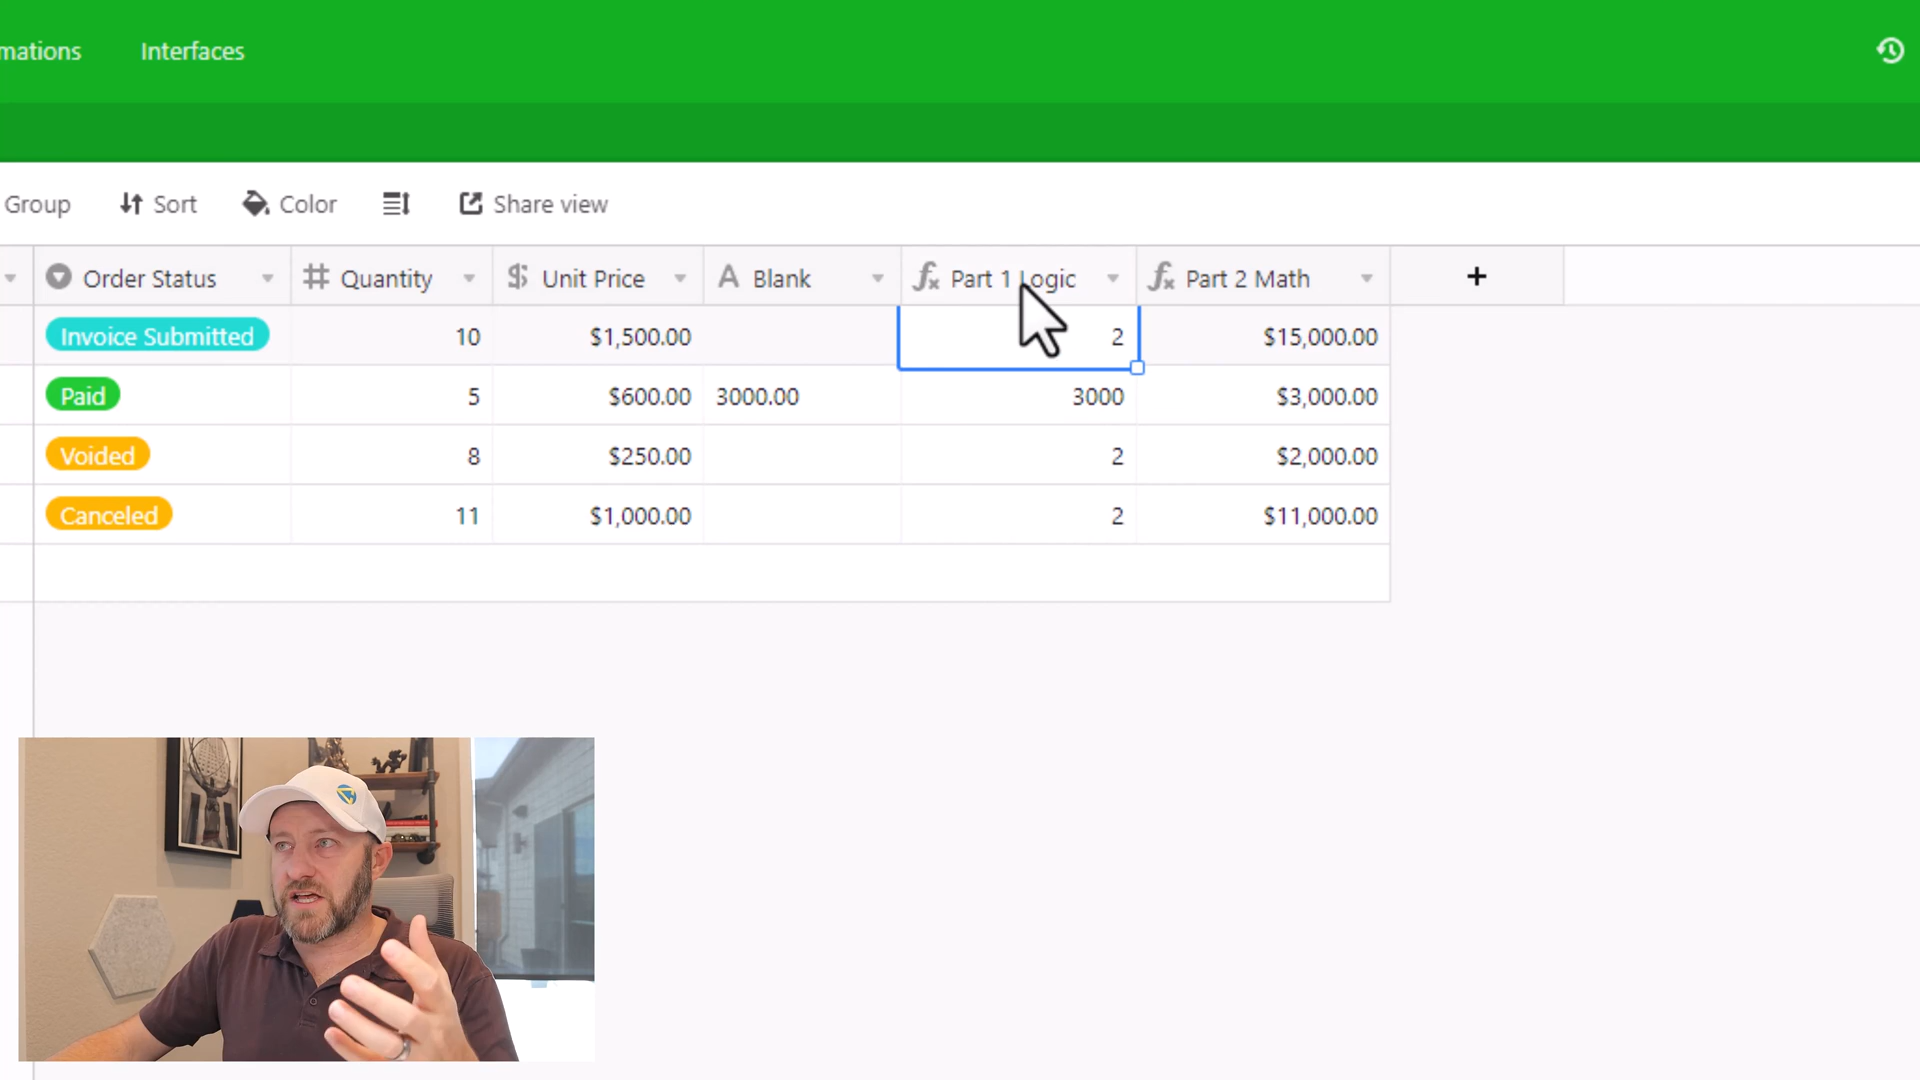 mations Interfaces
Group Sort Color Share view
Order Status Quantity Unit Price Blank Part 1 Logic Part 2 Math +
Invoice Submitted 10 $1,500.00 2 $15,000.00
Paid 5 $600.00 3000.00 3000 $3,000.00
Voided 8 $250.00 2 $2,000.00
Canceled 11 $1,000.00 2 $11,000.00